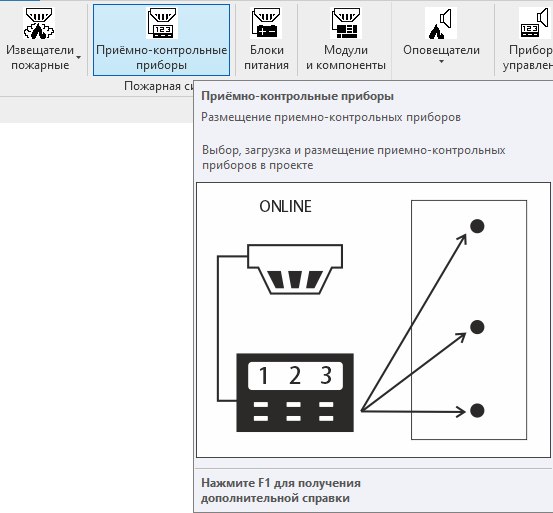 Извещатели
пожарные
Приёмно-контрольные
приборы
Блоки
питания
Модули
и компоненты
Оповещатели
Прибор
управлен
Пожарная си
Приёмно-контрольные приборы
Размещение приемно-контрольных приборов
Выбор, загрузка и размещение приемно-контрольных
приборов в проекте
ONLINE
1 2 3
Нажмите F1 для получения
дополнительной справки